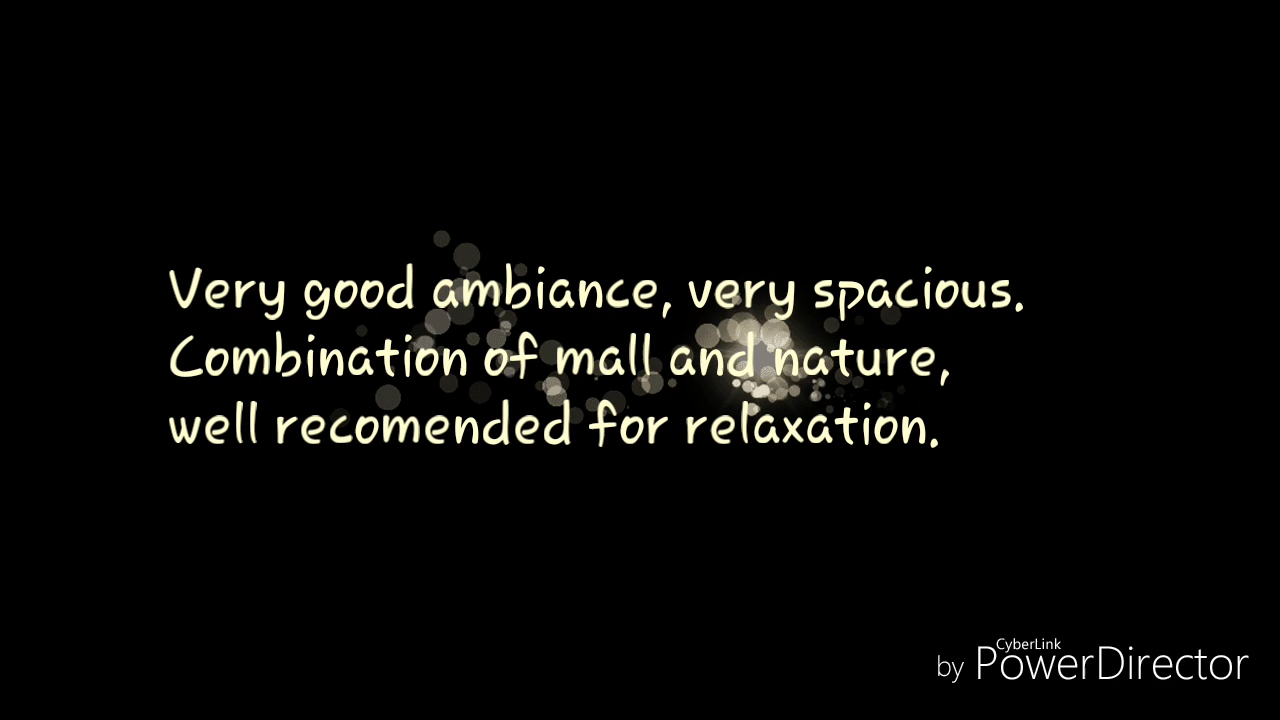 Very good ambiance, very spacious.
Combination of mall and nature,
well recomended for relaxation.
by CyberLink PowerDirector